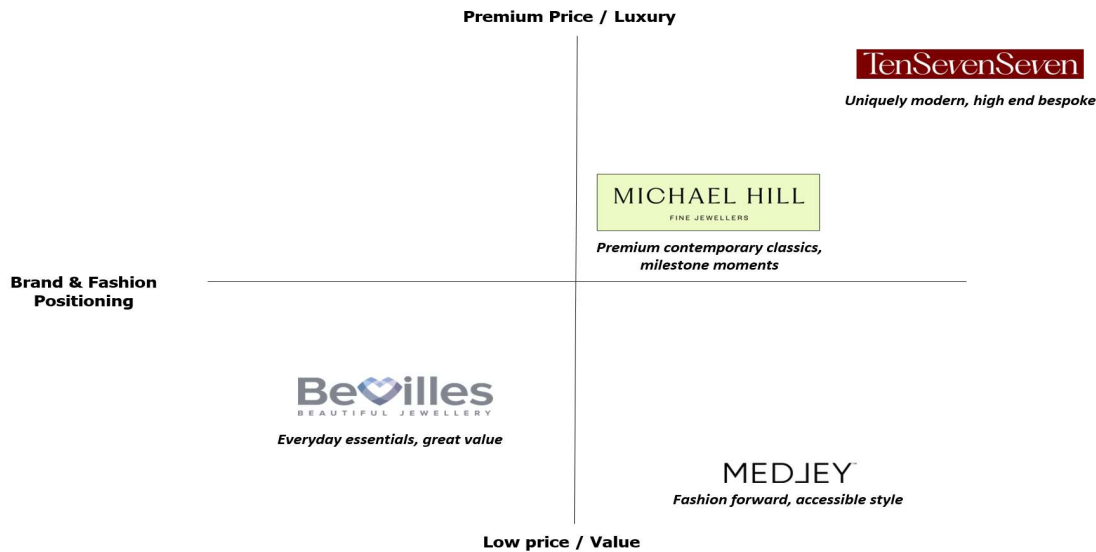 Premium Price / Luxury
TenSevenSeven
Uniquely modern, high end bespoke
MICHAEL HILL
FINE JEWELLERS
Premium contemporary classics,
milestone moments
Brand & Fashion
Positioning
Bevilles
BEAUTIFUL JEWELLERY
Everyday essentials, great value
MEDLEY
Fashion forward, accessible style
Low price / Value